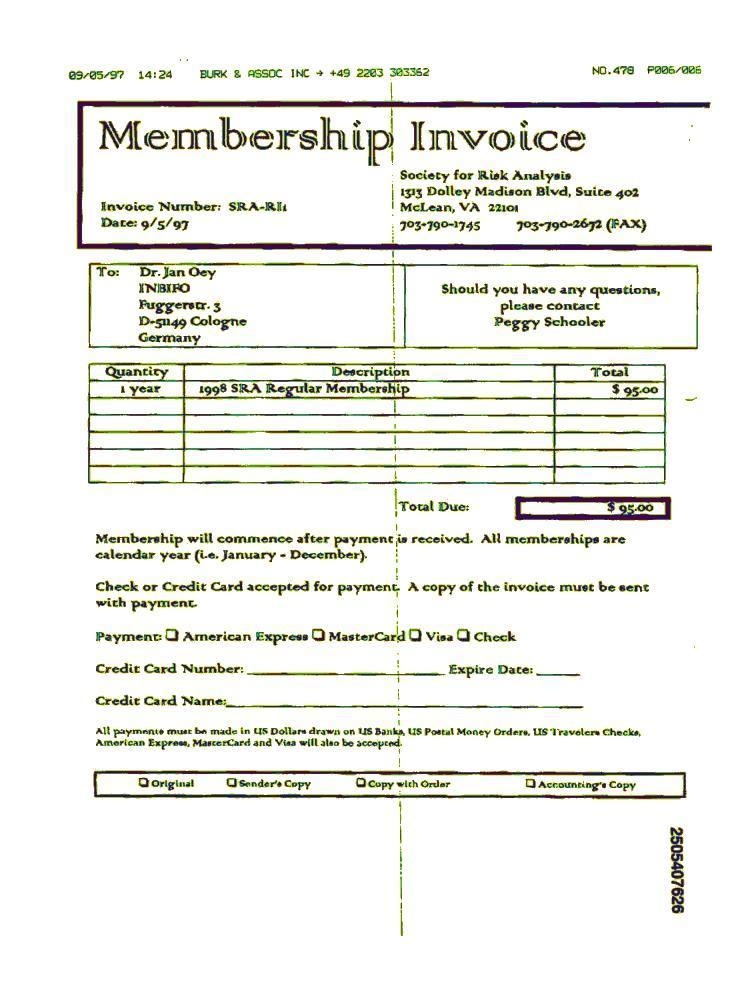 09/05/97 14:24 BURK & ASSOC INC → +49 2203 303362 NO.478 P006/006
Membership Invoice
Society for Risk Analysis
1313 Dolley Madison Blvd, Suite 402
Invoice Number: SRA-RI1 McLean, VA 22101
Date: 9/5/97 703-790-1745 703-790-2672 (FAX)
To: Dr. Jan Oey
INBIFO
Fuggerstr. 3
D-51149 Cologne
Germany
Should you have any questions,
please contact
Peggy Schooler
Quantity Description Total
1 year 1998 SRA Regular Membership $ 95.00
Total Due: $ 95.00
Membership will commence after payment is received. All memberships are
calendar year (i.e. January - December).
Check or Credit Card accepted for payment. A copy of the invoice must be sent
with payment.
Payment: ❑ American Express ❑ MasterCard ❑ Visa ❑ Check
Credit Card Number: ____________________ Expire Date: _____
Credit Card Name: ____________________
All payments must be made in US Dollars drawn on US Banks, US Postal Money Orders, US Travelers Checks,
American Express, MasterCard and Visa will also be accepted.
❑ Original ❑ Sender's Copy ❑ Copy with Order ❑ Accounting's Copy
2505407626